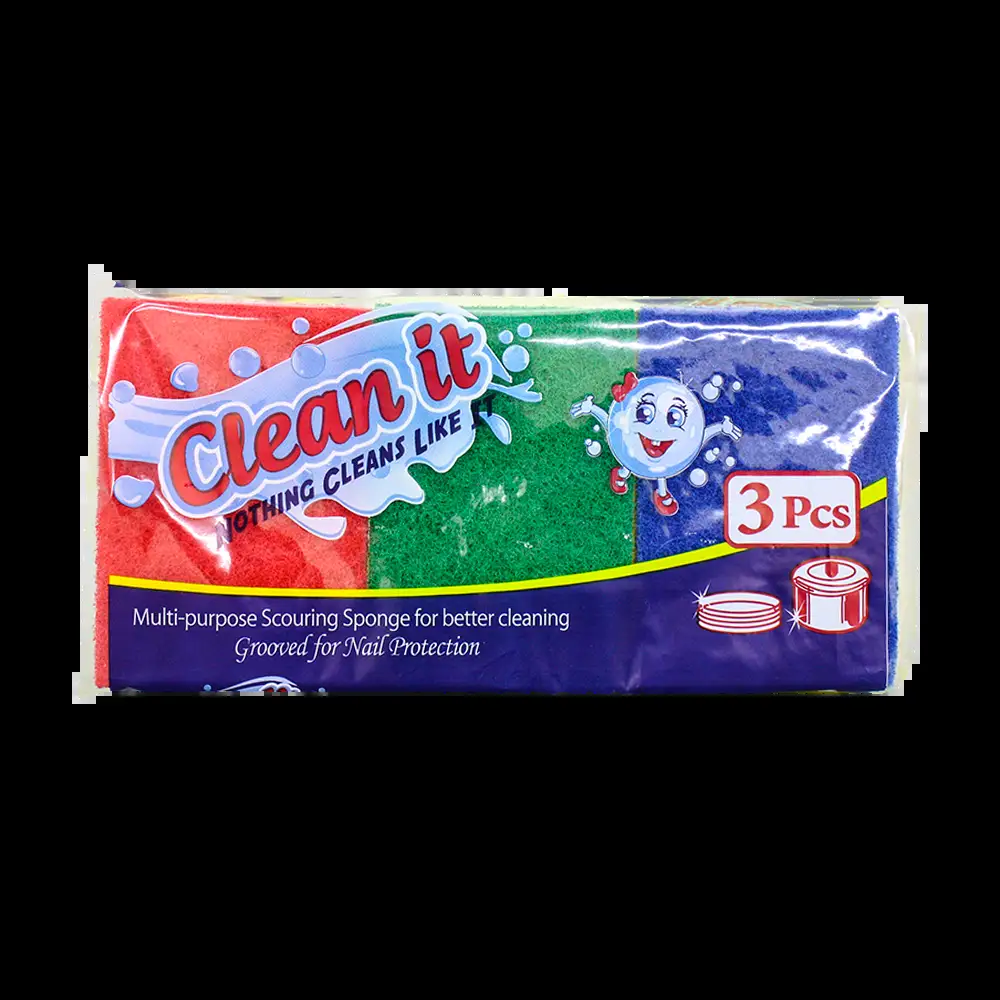 Clean it
NOTHING CLEANS LIKE IT
3 Pcs
Multi-purpose Scouring Sponge for better cleaning
Grooved for Nail Protection